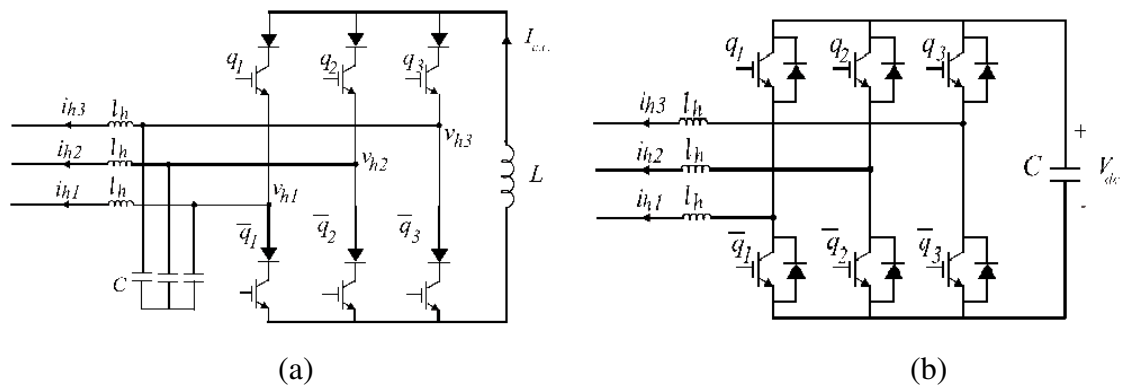 q1 q2 q3
I
ih3 lh
vh3
ih2 lh
vh2
L
ih1 lh
vh1
q̅1 q̅2 q̅3
C
(a)
q1 q2 q3
ih3 lh
ih2 lh
+
C Vdc
-
ih1 lh
q̅1 q̅2 q̅3
(b)